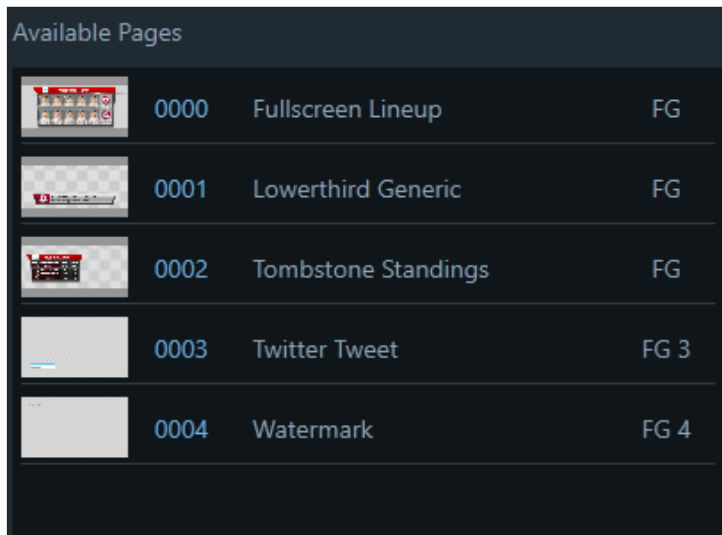 Available Pages
0000 Fullscreen Lineup FG
0001 Lowerthird Generic FG
0002 Tombstone Standings FG
0003 Twitter Tweet FG 3
0004 Watermark FG 4